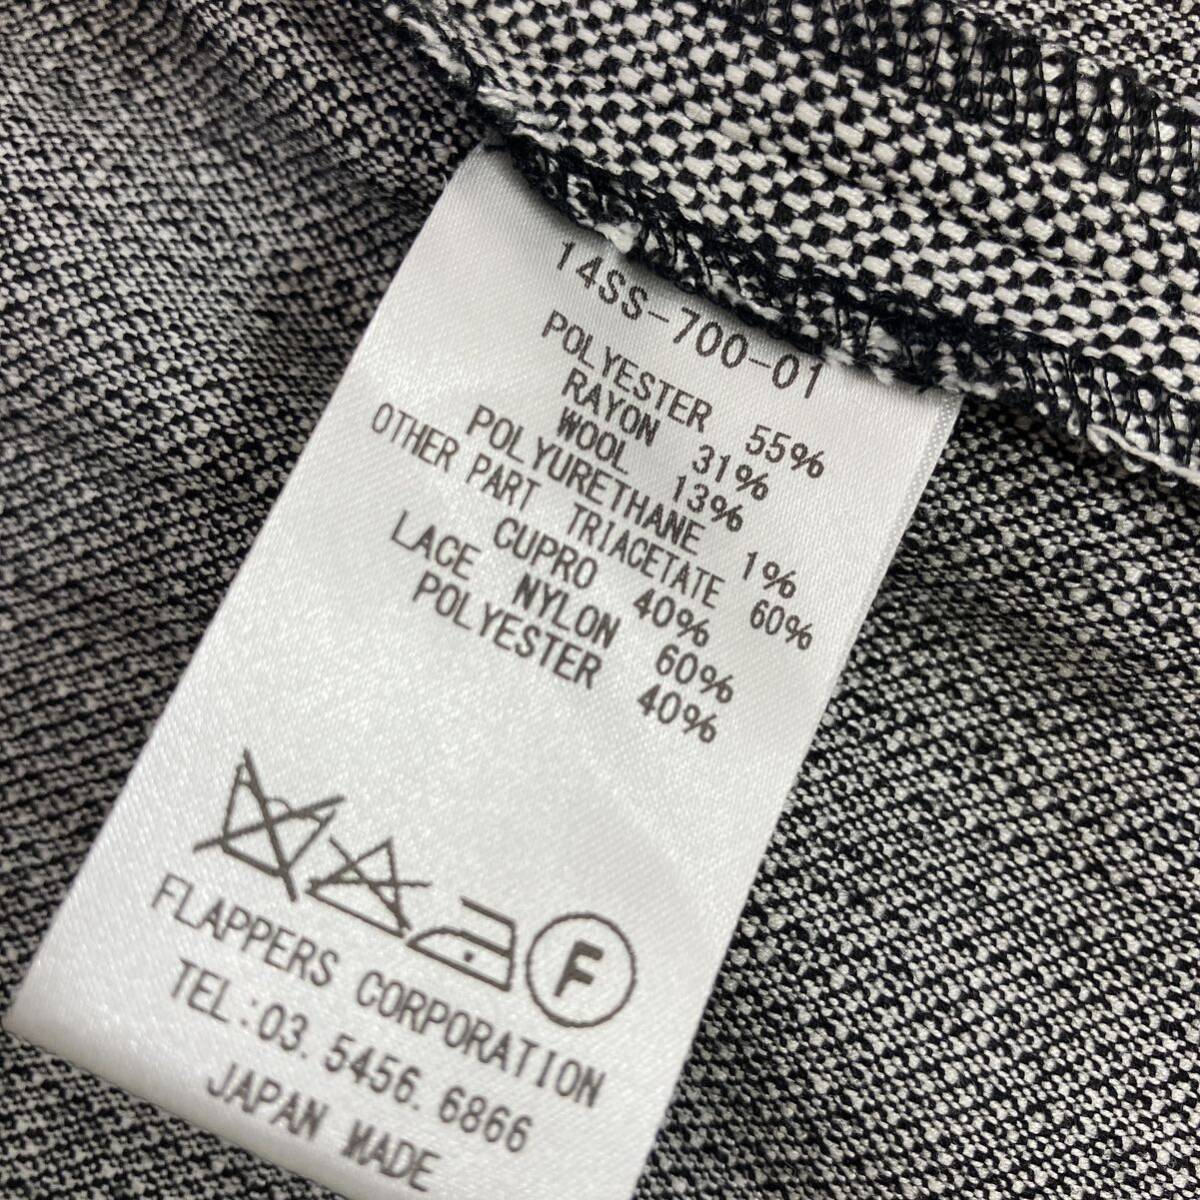 14SS-700-01
POLYESTER 55%
RAYON 31%
WOOL 13%
POLYURETHANE 1%
OTHER PART TRIACETATE 60%
CUPRO 40%
LACE NYLON 60%
POLYESTER 40%
F
FLAPPERS CORPORATION
TEL:03.5456.6866
JAPAN MADE